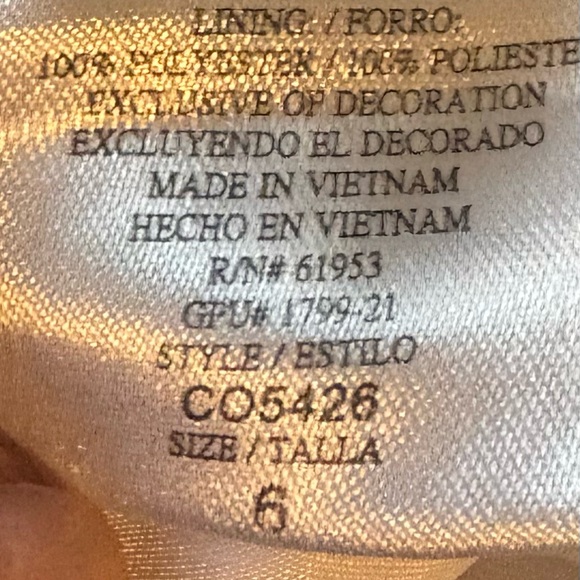 LINING / FORRO:
100% POLYESTER / 100% POLIESTE
EXCLUSIVE OF DECORATION
EXCLUYENDO EL DECORADO
MADE IN VIETNAM
HECHO EN VIETNAM
R/N# 61953
GPU# 1799-21
STYLE / ESTILO
CO5426
SIZE / TALLA
6